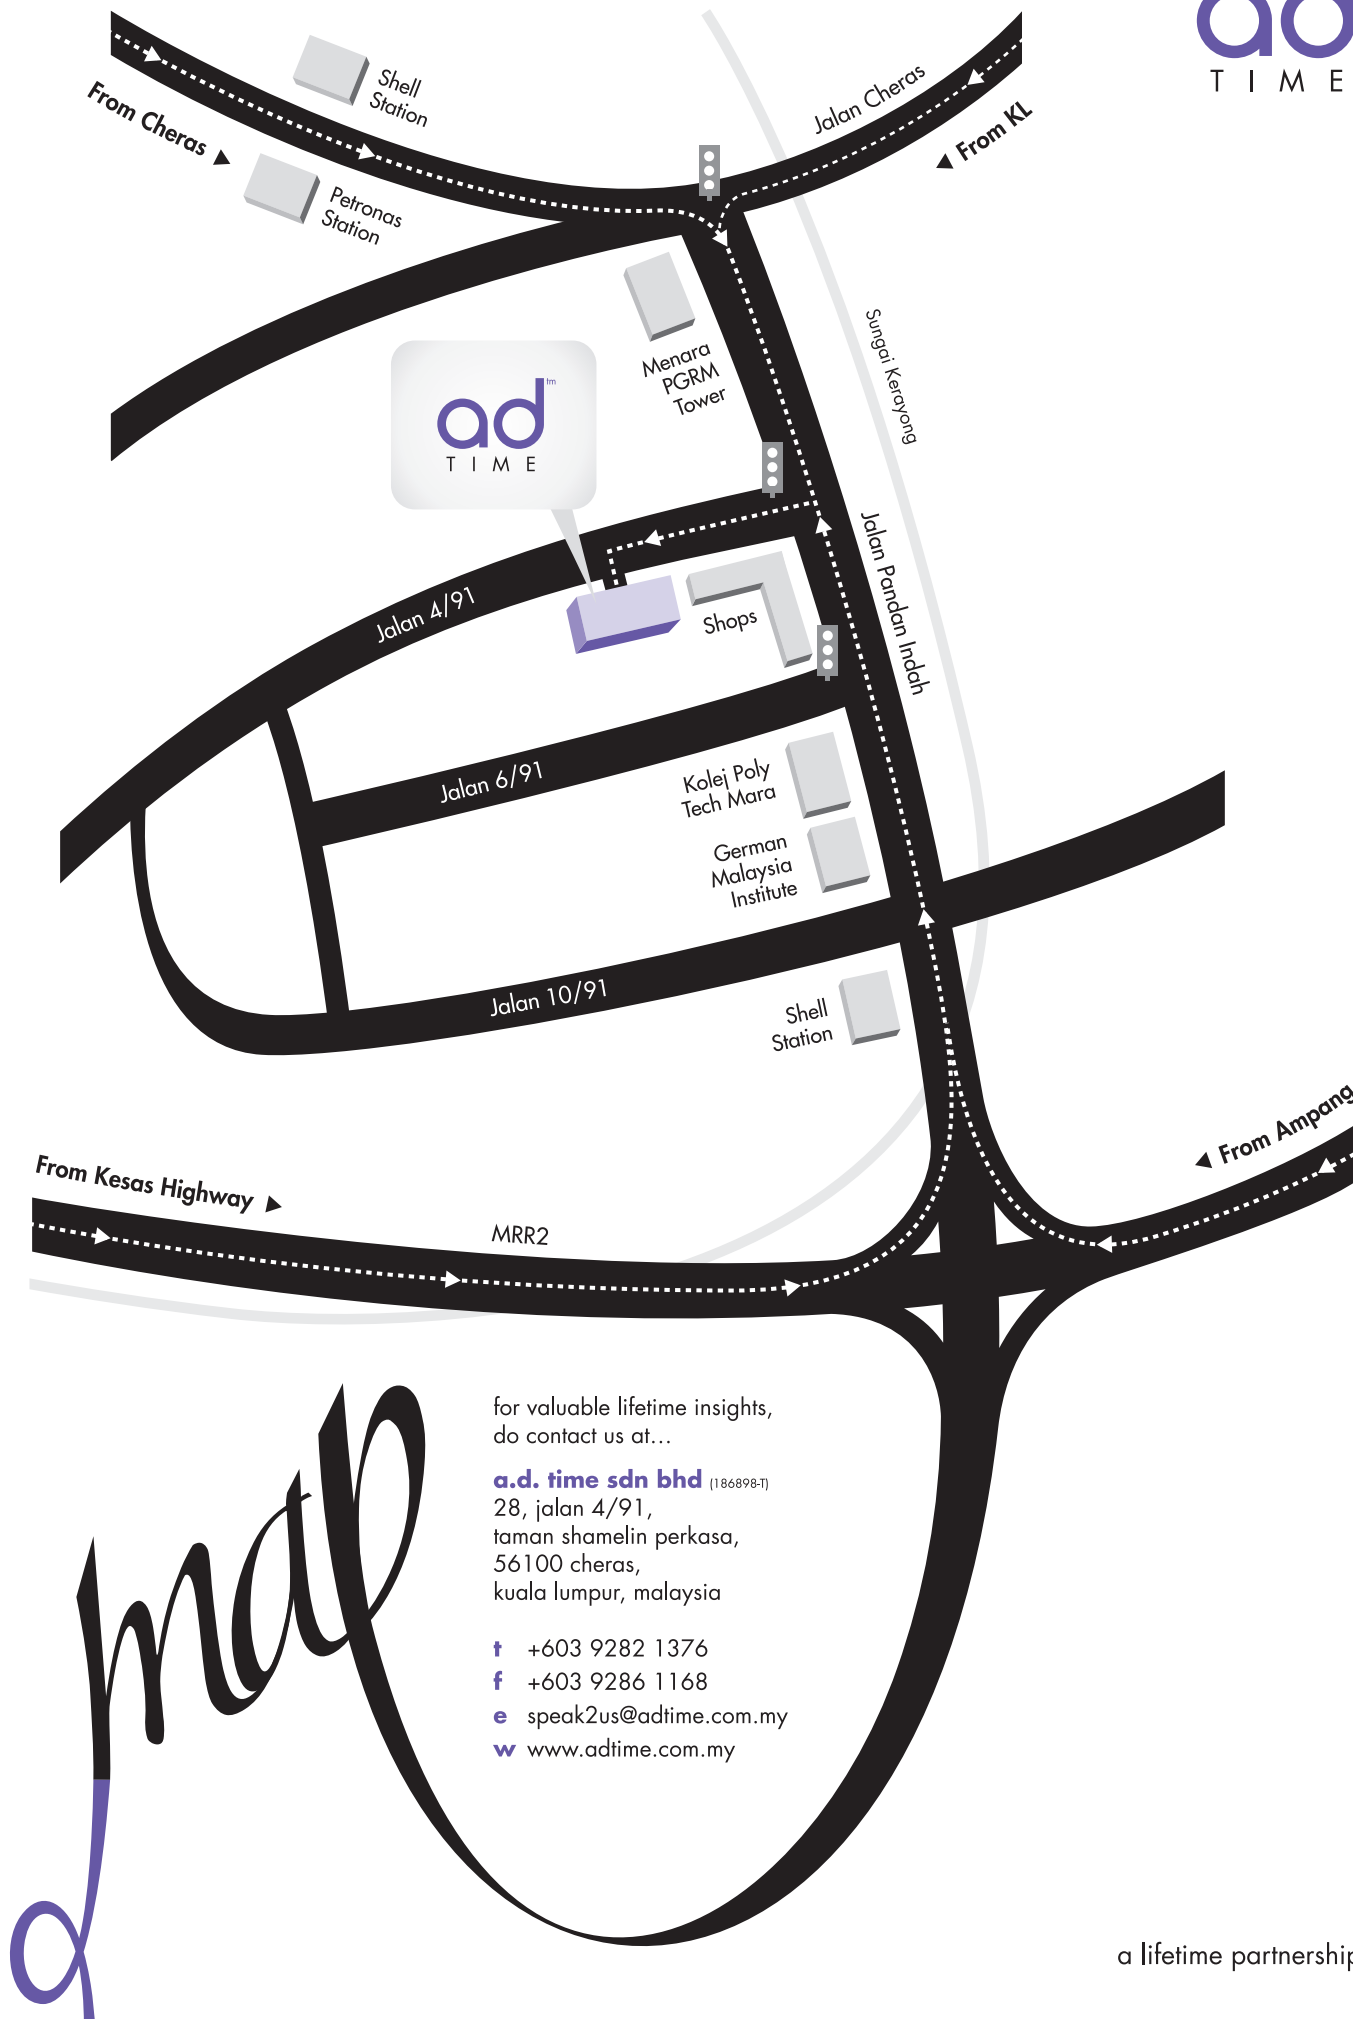 ad
TIME
Shell
Station
From Cheras
Petronas
Station
Jalan Cheras
From KL
Sungai Kerayong
Menara
PGRM
Tower
ad™
TIME
Jalan 4/91
Shops
Jalan Pandan Indah
Jalan 6/91
Kolej Poly
Tech Mara
German
Malaysia
Institute
Jalan 10/91
Shell
Station
From Ampang
From Kesas Highway
MRR2
map
for valuable lifetime insights,
do contact us at...
a.d. time sdn bhd (186898-T)
28, jalan 4/91,
taman shamelin perkasa,
56100 cheras,
kuala lumpur, malaysia
t +603 9282 1376
f +603 9286 1168
e speak2us@adtime.com.my
w www.adtime.com.my
a lifetime partnership